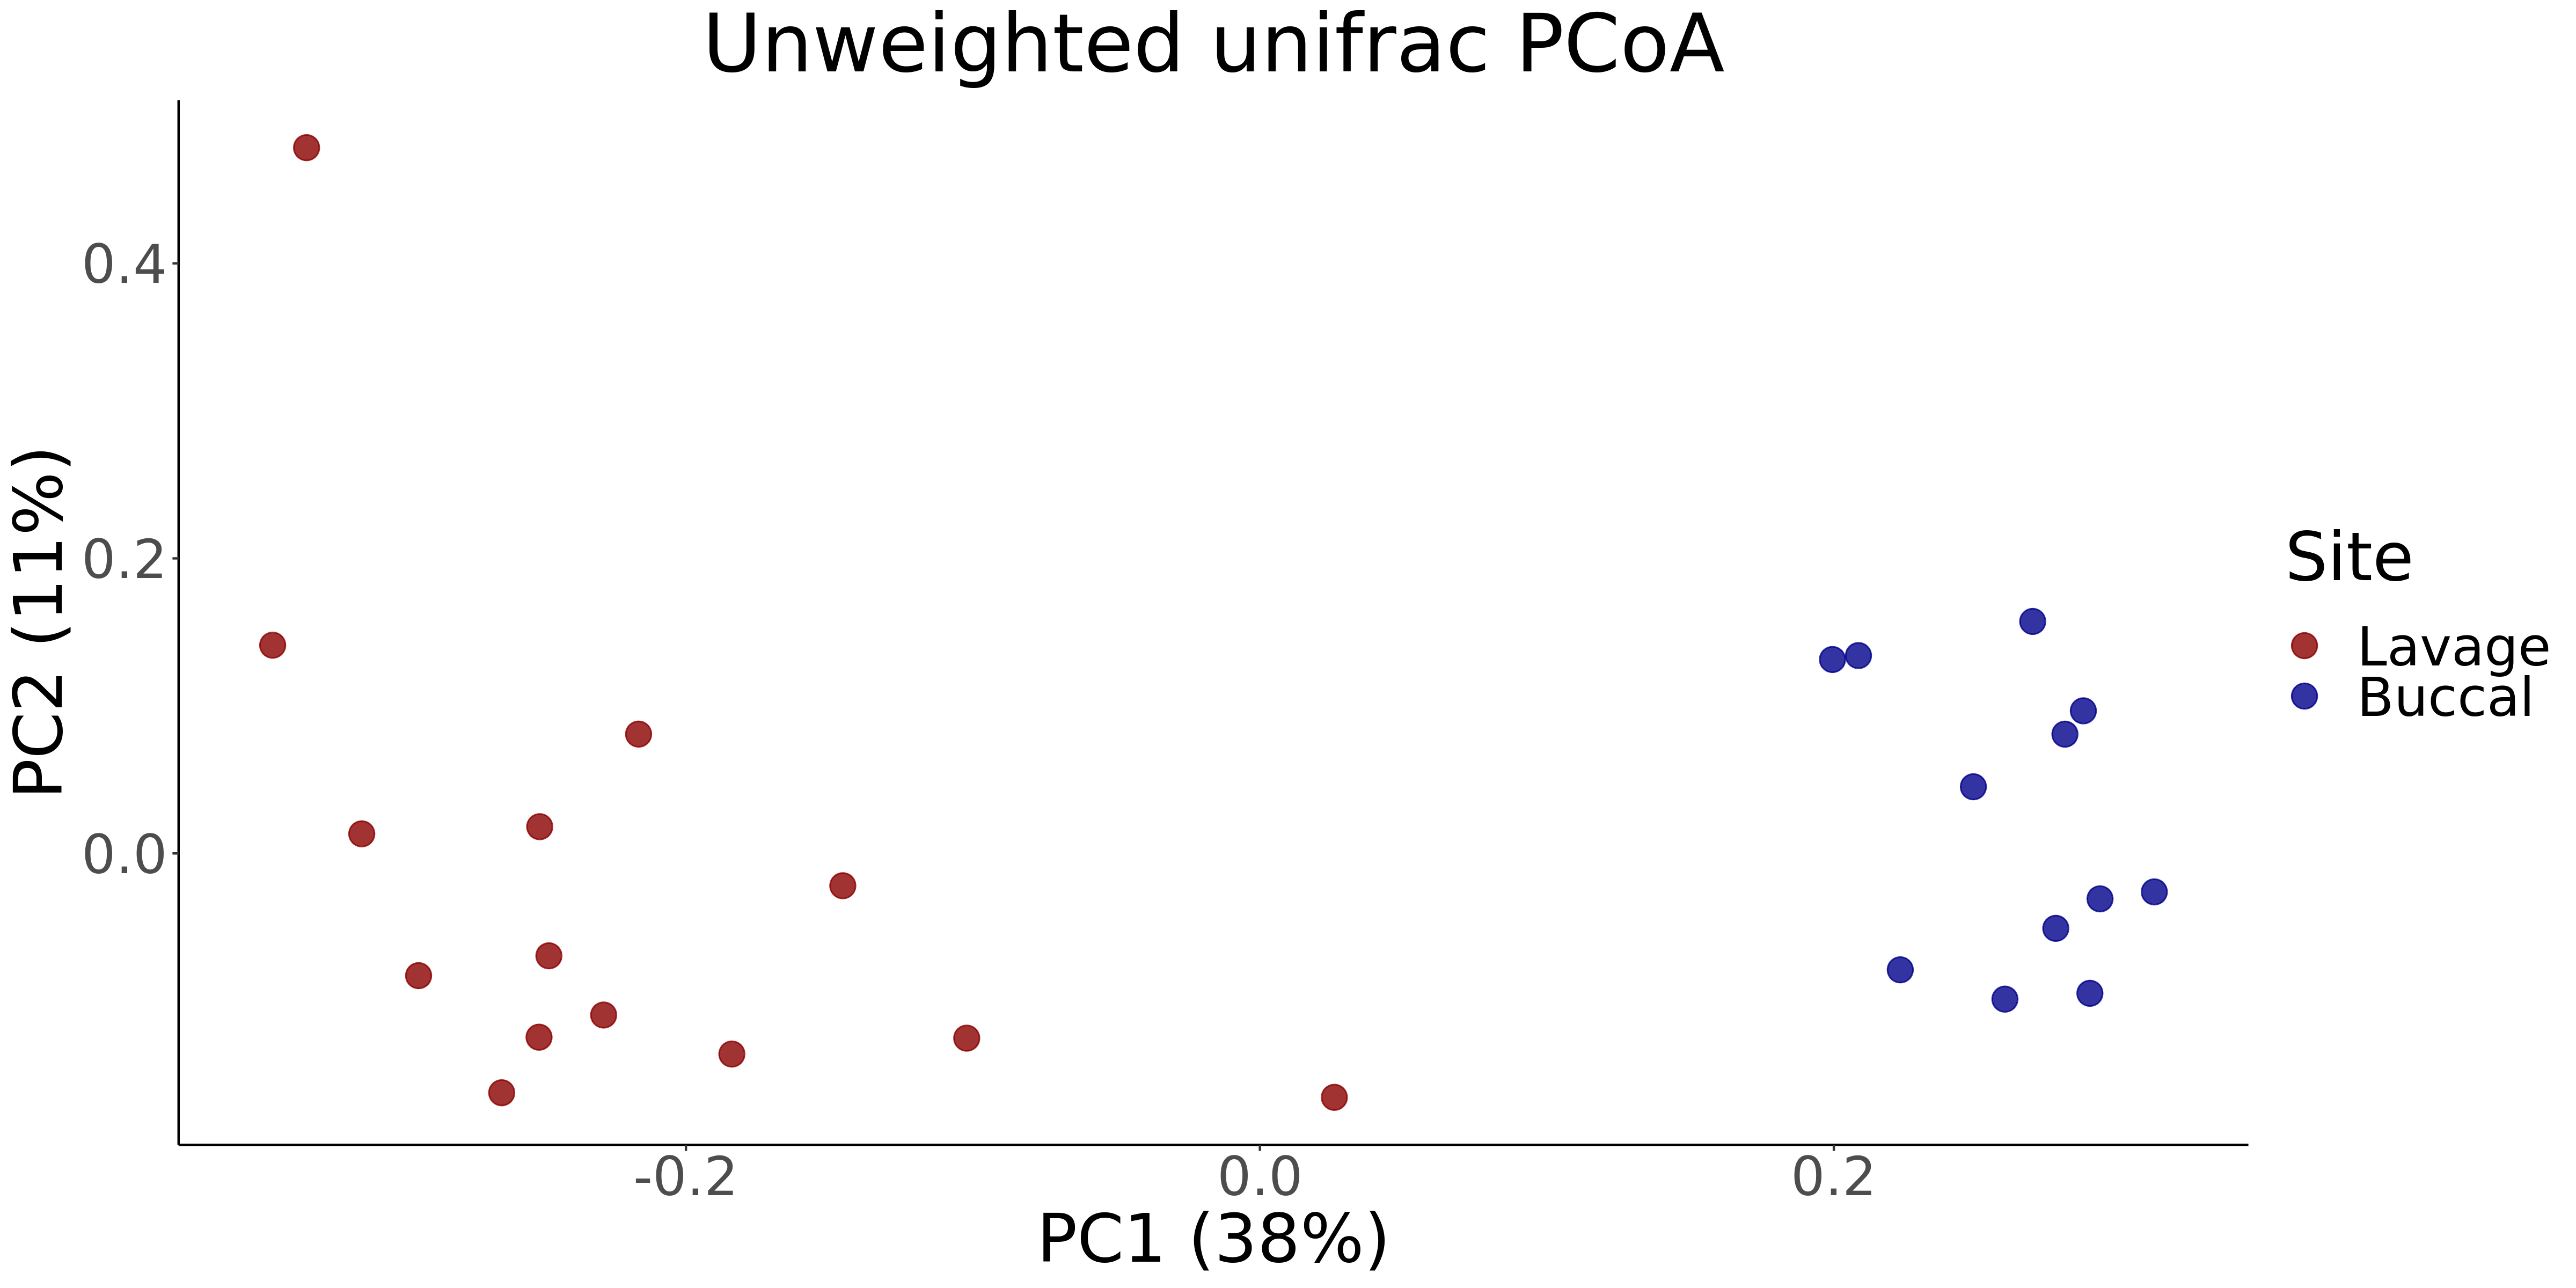 Unweighted unifrac PCoA
PC2 (11%)
0.4
0.2
0.0
-0.2
0.0
0.2
PC1 (38%)
Site
Lavage
Buccal